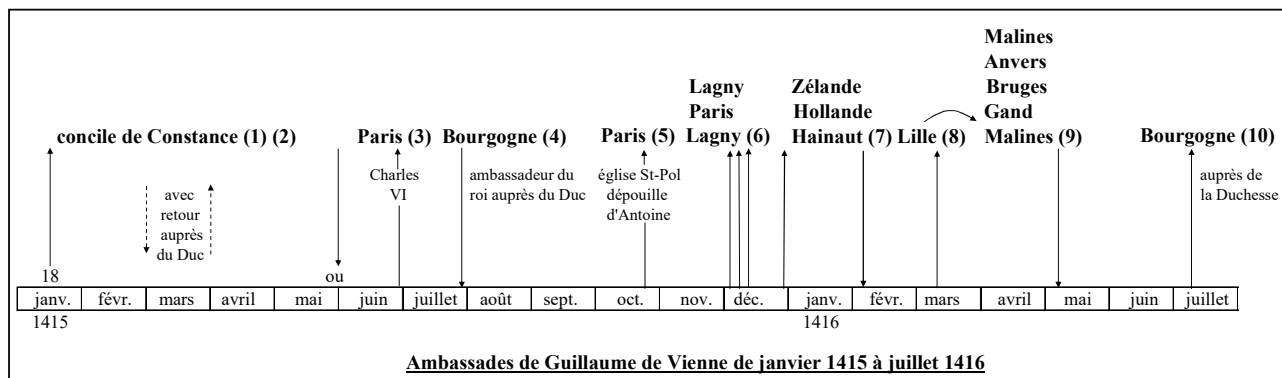 Malines
Anvers
Lagny
Zélande
Bruges
Paris
Hollande
Gand
concile de Constance (1) (2)
Paris (3)
Bourgogne (4)
Paris (5)
Lagny (6)
Hainaut (7)
Lille (8)
Malines (9)
Bourgogne (10)
avec
retour
auprès
du Duc
Charles
VI
ambassadeur du
roi auprès du Duc
église St-Pol
dépouille
d'Antoine
auprès de
la Duchesse
18
ou
janv. févr. mars avril mai juin juillet août sept. oct. nov. déc. janv. févr. mars avril mai juin juillet
1415
1416
Ambassades de Guillaume de Vienne de janvier 1415 à juillet 1416